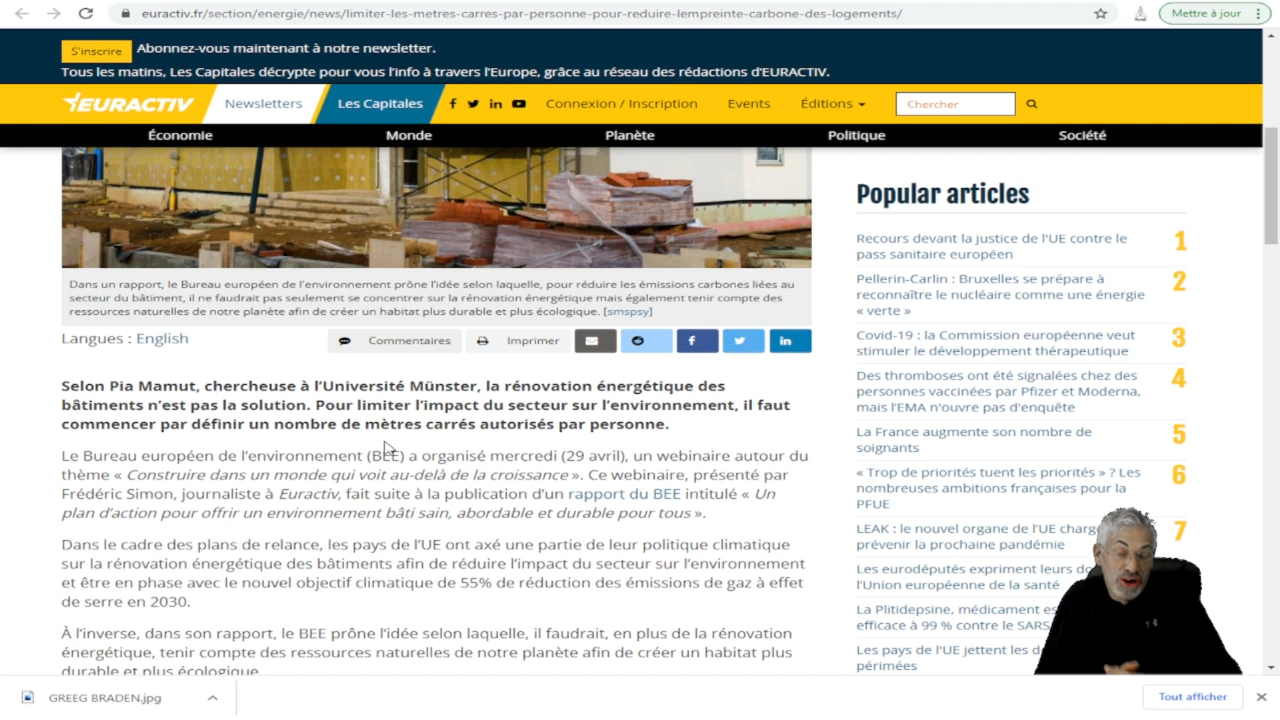 euractiv.fr/section/energie/news/limiter-les-metres-carres-par-personne-pour-reduire-lempreinte-carbone-des-logements/
Mettre à jour
S'inscrire
Abonnez-vous maintenant à notre newsletter.
Tous les matins, Les Capitales décrypte pour vous l'info à travers l'Europe, grâce au réseau des rédactions d'EURACTIV.
EURACTIV
Newsletters
Les Capitales
Connexion / Inscription
Events
Éditions
Chercher
Économie
Monde
Planète
Politique
Société
Dans un rapport, le Bureau européen de l'environnement prône l'idée selon laquelle, pour réduire les émissions carbones liées au
secteur du bâtiment, il ne faudrait pas seulement se concentrer sur la rénovation énergétique mais également tenir compte des
ressources naturelles de notre planète afin de créer un habitat plus durable et plus écologique. [smspsy]
Langues : English
Commentaires
Imprimer
Selon Pia Mamut, chercheuse à l'Université Münster, la rénovation énergétique des
bâtiments n'est pas la solution. Pour limiter l'impact du secteur sur l'environnement, il faut
commencer par définir un nombre de mètres carrés autorisés par personne.
Le Bureau européen de l'environnement (BEE) a organisé mercredi (29 avril), un webinaire autour du
thème « Construire dans un monde qui voit au-delà de la croissance ». Ce webinaire, présenté par
Frédéric Simon, journaliste à Euractiv, fait suite à la publication d'un rapport du BEE intitulé « Un
plan d'action pour offrir un environnement bâti sain, abordable et durable pour tous ».
Dans le cadre des plans de relance, les pays de l'UE ont axé une partie de leur politique climatique
sur la rénovation énergétique des bâtiments afin de réduire l'impact du secteur sur l'environnement
et être en phase avec le nouvel objectif climatique de 55% de réduction des émissions de gaz à effet
de serre en 2030.
À l'inverse, dans son rapport, le BEE prône l'idée selon laquelle, il faudrait, en plus de la rénovation
énergétique, tenir compte des ressources naturelles de notre planète afin de créer un habitat plus
durable et plus écologique.
Popular articles
Recours devant la justice de l'UE contre le
pass sanitaire européen
1
Pellerin-Carlin : Bruxelles se prépare à
reconnaître le nucléaire comme une énergie
« verte »
2
Covid-19 : la Commission européenne veut
stimuler le développement thérapeutique
3
Des thromboses ont été signalées chez des
personnes vaccinées par Pfizer et Moderna,
mais l'EMA n'ouvre pas d'enquête
4
La France augmente son nombre de
soignants
5
« Trop de priorités tuent les priorités » ? Les
nombreuses ambitions françaises pour la
PFUE
6
LEAK : le nouvel organe de l'UE
prévenir la prochaine pandémie
7
Les eurodéputés expriment leurs
l'Union européenne de la santé
La Plitidepsine, médicament
efficace à 99 % contre le
Les pays de l'UE jettent les
périmées
GREEG BRADEN.jpg
Tout afficher